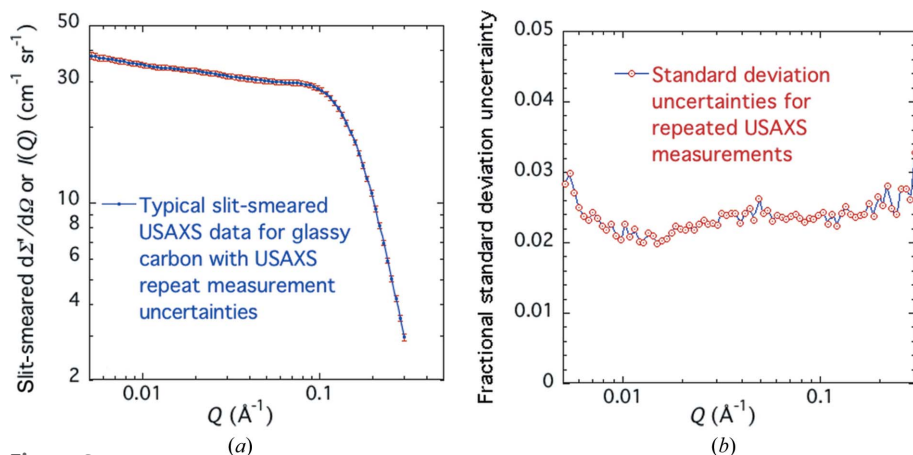 50
30
10
8
6
4
2
Slit-smeared dΣ'/dΩ or I(Q) (cm⁻¹ sr⁻¹)
Typical slit-smeared
USAXS data for glassy
carbon with USAXS
repeat measurement
uncertainties
0.01
0.1
Q (Å⁻¹)
(a)
0.05
0.04
0.03
0.02
0.01
0
Fractional standard deviation uncertainty
Standard deviation
uncertainties for
repeated USAXS
measurements
0.01
0.1
Q (Å⁻¹)
(b)